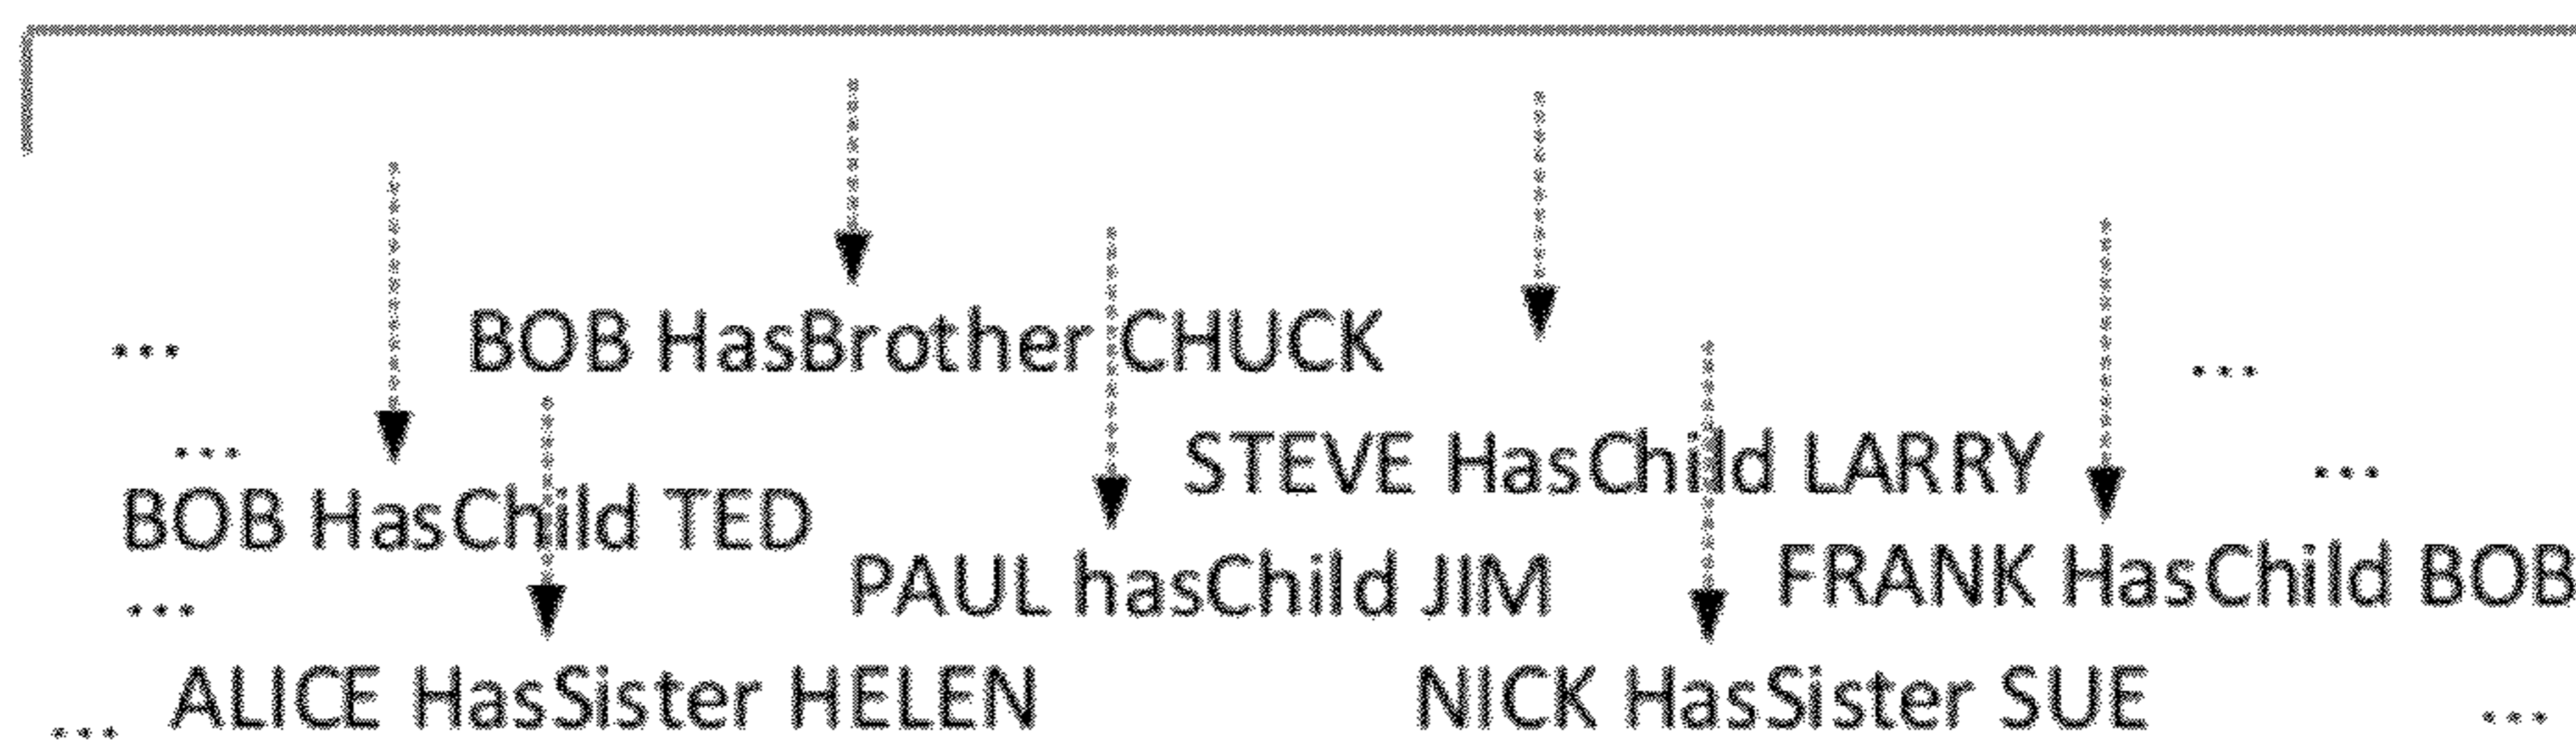 ... BOB HasBrother CHUCK ...
... STEVE HasChild LARRY ...
BOB HasChild TED
PAUL hasChild JIM FRANK HasChild BOB
...
ALICE HasSister HELEN NICK HasSister SUE
... ...